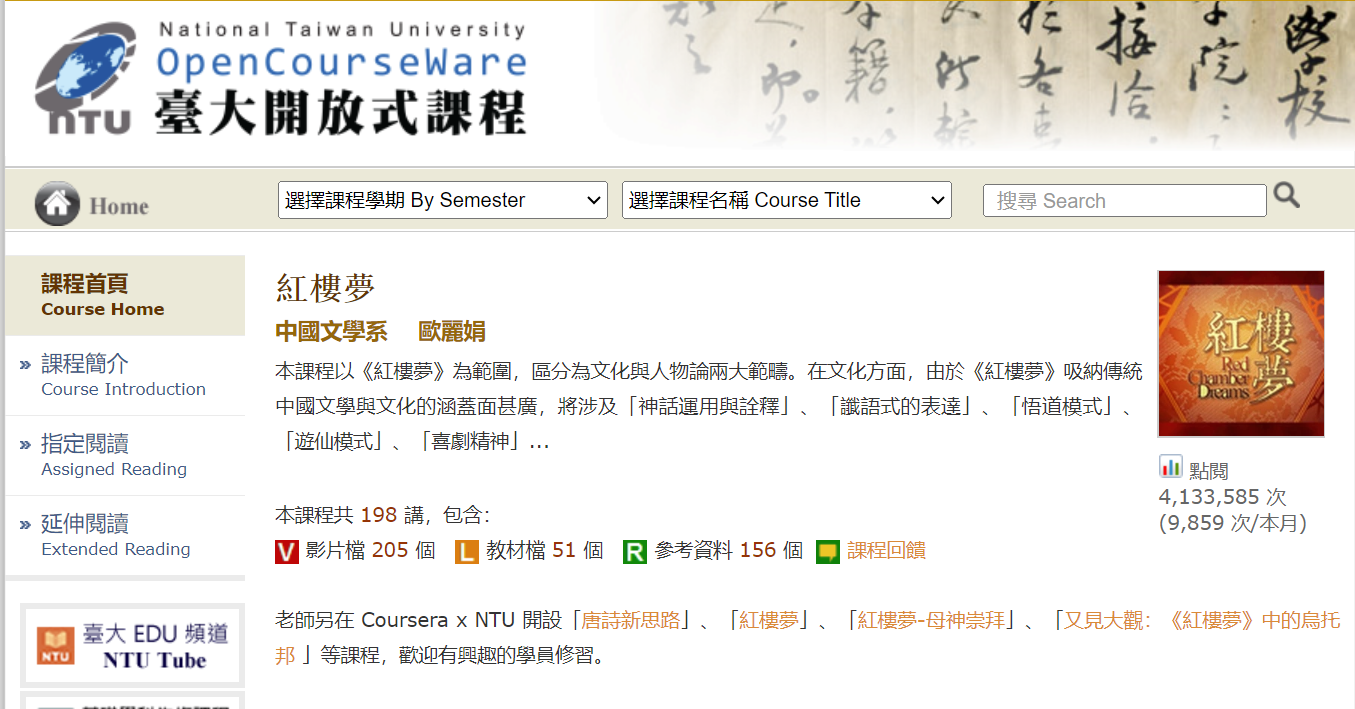 National Taiwan University
OpenCourseWare
臺大開放式課程
NTU
Home
選擇課程學期 By Semester
選擇課程名稱 Course Title
搜尋 Search
課程首頁
Course Home
» 課程簡介
Course Introduction
» 指定閱讀
Assigned Reading
» 延伸閱讀
Extended Reading
臺大 EDU 頻道
NTU Tube
NTU
紅樓夢
中國文學系 歐麗娟
本課程以《紅樓夢》為範圍，區分為文化與人物論兩大範疇。在文化方面，由於《紅樓夢》吸納傳統
中國文學與文化的涵蓋面甚廣，將涉及「神話運用與詮釋」、「讖語式的表達」、「悟道模式」、
「遊仙模式」、「喜劇精神」...
本課程共 198 講，包含：
V 影片檔 205 個 L 教材檔 51 個 R 參考資料 156 個 課程回饋
老師另在 Coursera x NTU 開設「唐詩新思路」、「紅樓夢」、「紅樓夢-母神崇拜」、「又見大觀：《紅樓夢》中的烏托
邦 」等課程，歡迎有興趣的學員修習。
紅樓夢
Red
Chamber
Dreams
點閱
4,133,585 次
(9,859 次/本月)